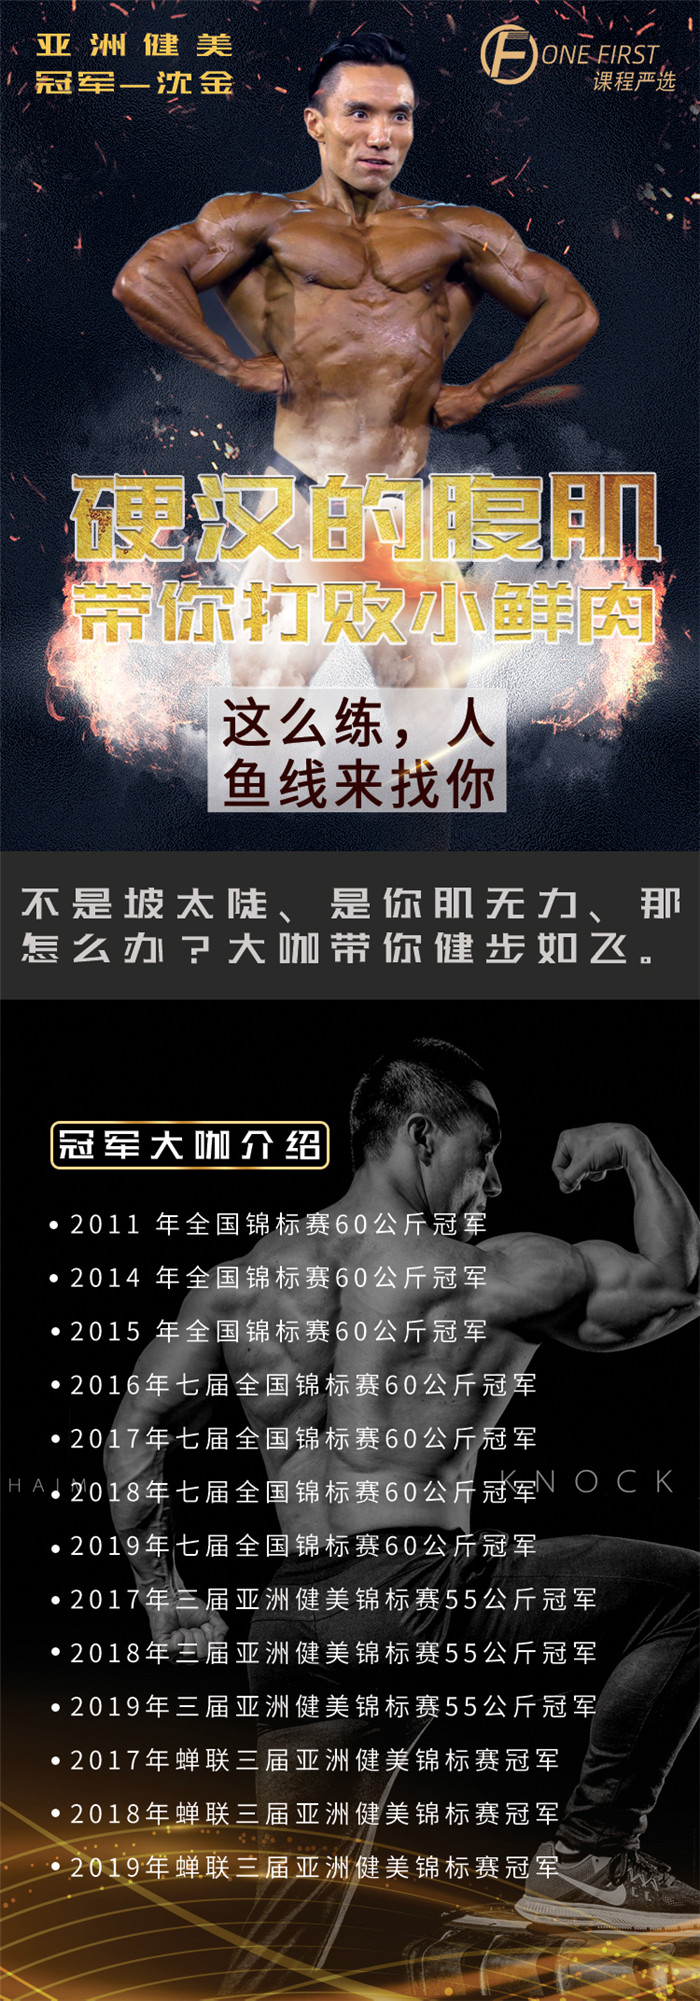 亚洲健美
冠军—沈金
ONE FIRST
课程严选
硬汉的腹肌
带你打败小鲜肉
这么练，人
鱼线来找你
不是坡太陡、是你肌无力、那
怎么办？大咖带你健步如飞。
冠军大咖介绍
•2011 年全国锦标赛60公斤冠军
•2014 年全国锦标赛60公斤冠军
•2015 年全国锦标赛60公斤冠军
•2016年七届全国锦标赛60公斤冠军
•2017年七届全国锦标赛60公斤冠军
HAIM
KNOCK
•2018年七届全国锦标赛60公斤冠军
•2019年七届全国锦标赛60公斤冠军
•2017年三届亚洲健美锦标赛55公斤冠军
•2018年三届亚洲健美锦标赛55公斤冠军
•2019年三届亚洲健美锦标赛55公斤冠军
•2017年蝉联三届亚洲健美锦标赛冠军
•2018年蝉联三届亚洲健美锦标赛冠军
•2019年蝉联三届亚洲健美锦标赛冠军